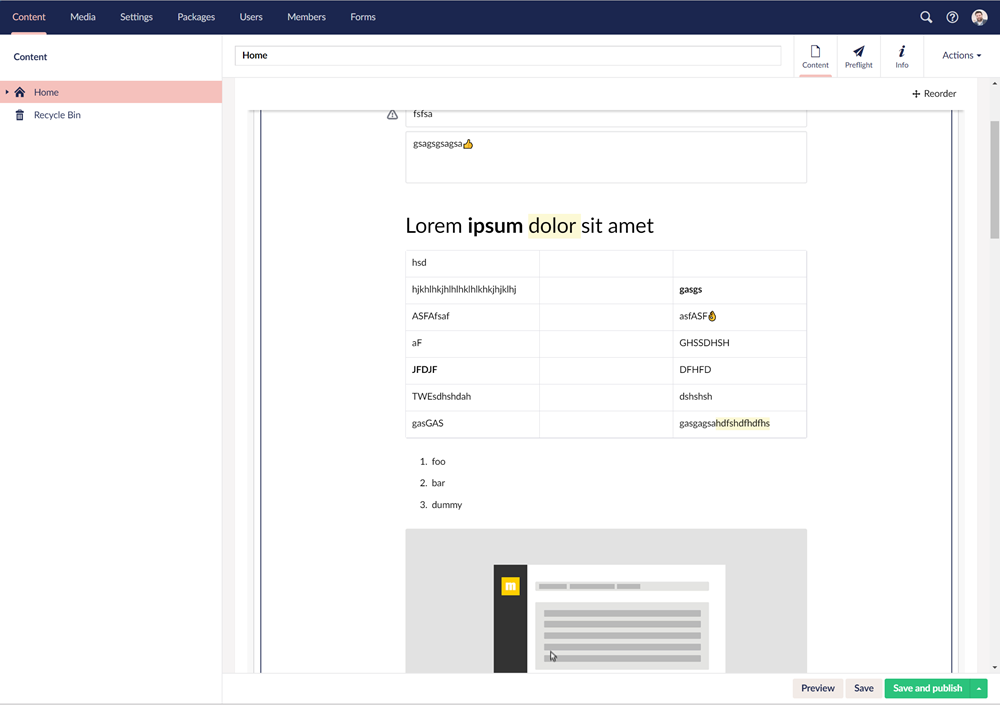 Content Media Settings Packages Users Members Forms
Content
Home
Content
Preflight
Info
Actions
Home
Recycle Bin
Reorder
fsfsa
gsagsgsagsa👍
Lorem ipsum dolor sit amet
hsd
hjkhlhkjhlhlhklhlkhkjhjklhj gasgs
ASFAfsaf asfASF
aF GHSSDHSH
JFDJF DFHFD
TWEsdhshdah dshshsh
gasGAS gasgagsahdfshdfhdfhs
1. foo
2. bar
3. dummy
m
Preview Save Save and publish